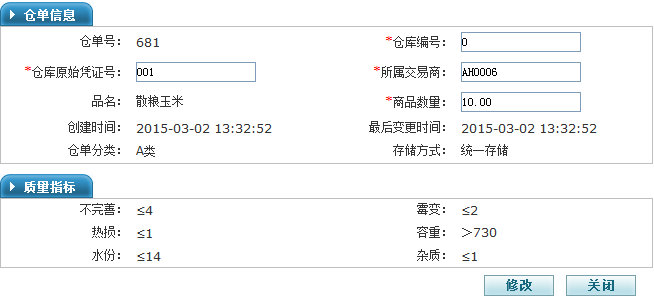 仓单信息
仓单号: 681 *仓库编号: 0
*仓库原始凭证号: 001 *所属交易商: AH0006
品名: 散粮玉米 *商品数量: 10.00
创建时间: 2015-03-02 13:32:52 最后变更时间: 2015-03-02 13:32:52
仓单分类: A类 存储方式: 统一存储
质量指标
不完善: ≤4 霉变: ≤2
热损: ≤1 容重: ＞730
水份: ≤14 杂质: ≤1
修改 关闭